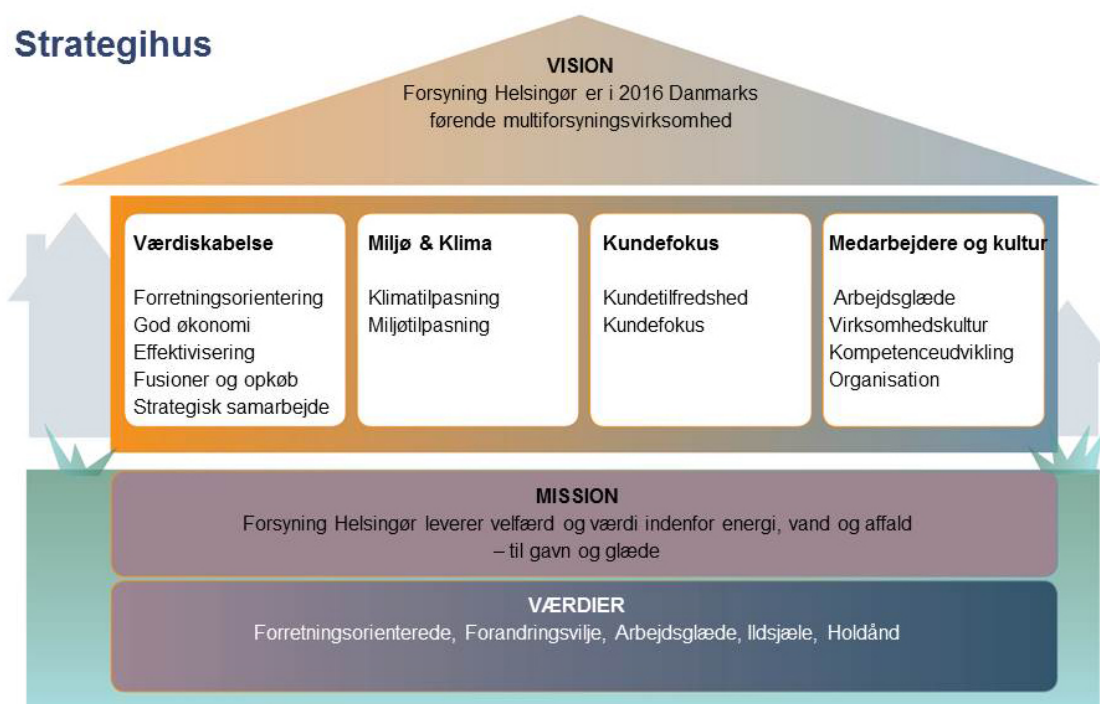 Strategihus
VISION
Forsyning Helsingør er i 2016 Danmarks
førende multiforsyningsvirksomhed
Værdiskabelse
Forretningsorientering
God økonomi
Effektivisering
Fusioner og opkøb
Strategisk samarbejde
Miljø & Klima
Klimatilpasning
Miljøtilpasning
Kundefokus
Kundetilfredshed
Kundefokus
Medarbejdere og kultur
Arbejdsglæde
Virksomhedskultur
Kompetenceudvikling
Organisation
MISSION
Forsyning Helsingør leverer velfærd og værdi indenfor energi, vand og affald
– til gavn og glæde
VÆRDIER
Forretningsorienterede, Forandringsvilje, Arbejdsglæde, Ildsjæle, Holdånd